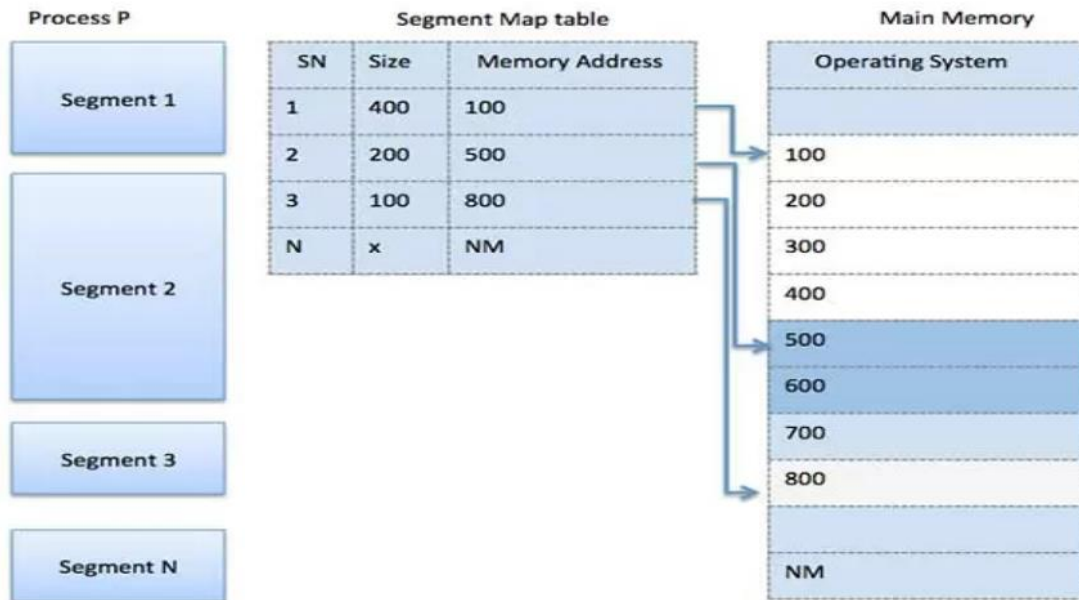 Process P
Segment Map table
Main Memory
Segment 1
Segment 2
Segment 3
Segment N
SN Size Memory Address
1 400 100
2 200 500
3 100 800
N x NM
Operating System
100
200
300
400
500
600
700
800
NM